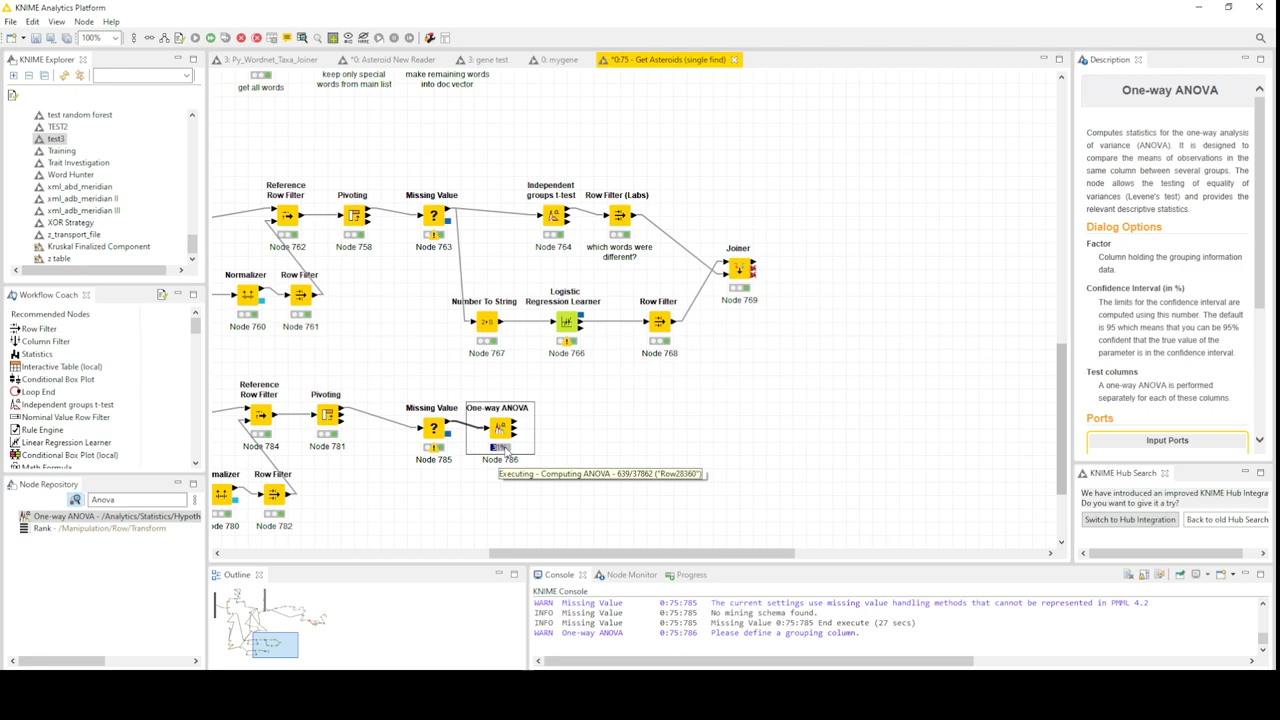 KNIME Analytics Platform
File Edit View Node Help
100%
KNIME Explorer
3: Py_Wordnet_Taxa_Joiner
*0: Asteroid New Reader
3: gene test
0: mygene
*0:75 - Get Asteroids (single find)
Description
test random forest
TEST2
test3
Training
Trait Investigation
Word Hunter
xml_abd_meridian
xml_adb_meridian II
xml_adb_meridian III
XOR Strategy
z_transport_file
Kruskal Finalized Component
z table
Workflow Coach
Recommended Nodes
Row Filter
Column Filter
Statistics
Interactive Table (local)
Conditional Box Plot
Loop End
Independent groups t-test
Nominal Value Row Filter
Rule Engine
Linear Regression Learner
Conditional Box Plot (local)
Math Formula
Node Repository
Anova
One-way ANOVA - /Analytics/Statistics/Hypoth
Rank - /Manipulation/Row/Transform
get all words
keep only special
words from main list
make remaining words
into doc vector
Reference
Row Filter
Node 762
Pivoting
Node 758
Missing Value
Node 763
Independent
groups t-test
Node 764
Row Filter (Labs)
which words were
different?
Joiner
Node 769
Normalizer
Node 760
Row Filter
Node 761
Number To String
Node 767
Logistic
Regression Learner
Node 766
Row Filter
Node 768
Reference
Row Filter
Node 784
Pivoting
Node 781
Missing Value
Node 785
One-way ANOVA
Node 786
Executing - Computing ANOVA - 639/37862 ("Row28360")
malizer
de 780
Row Filter
Node 782
One-way ANOVA
Computes statistics for the one-way analysis
of variance (ANOVA). It is designed to
compare the means of observations in the
same column between several groups. The
node allows the testing of equality of
variances (Levene's test) and provides the
relevant descriptive statistics.
Dialog Options
Factor
Column holding the grouping information
data.
Confidence Interval (in %)
The limits for the confidence interval are
computed using this number. The default
is 95 which means that you can be 95%
confident that the true value of the
parameter is in the confidence interval.
Test columns
A one-way ANOVA is performed
separately for each of these columns.
Ports
Input Ports
KNIME Hub Search
We have introduced an improved KNIME Hub Integra
Do you want to give it a try?
Switch to Hub Integration
Back to old Hub Search
Outline
Console
Node Monitor
Progress
KNIME Console
WARN Missing Value 0:75:785 The current settings use missing value handling methods that cannot be represented in PMML 4.2
INFO Missing Value 0:75:785 No mining schema found.
INFO Missing Value 0:75:785 Missing Value 0:75:785 End execute (27 secs)
WARN One-way ANOVA 0:75:786 Please define a grouping column.